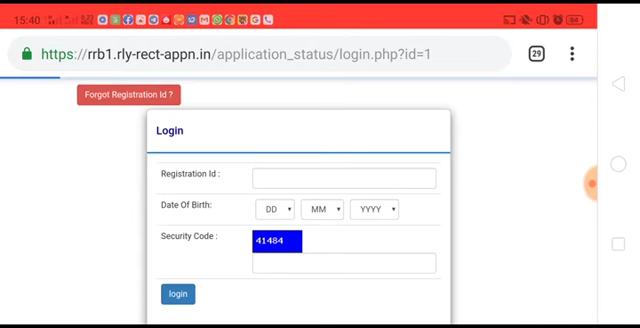 15:40
84
https://rrb1.rly-rect-appn.in/application_status/login.php?id=1
29
Forgot Registration Id ?
Login
Registration Id :
Date Of Birth: DD MM YYYY
Security Code :
41484
login